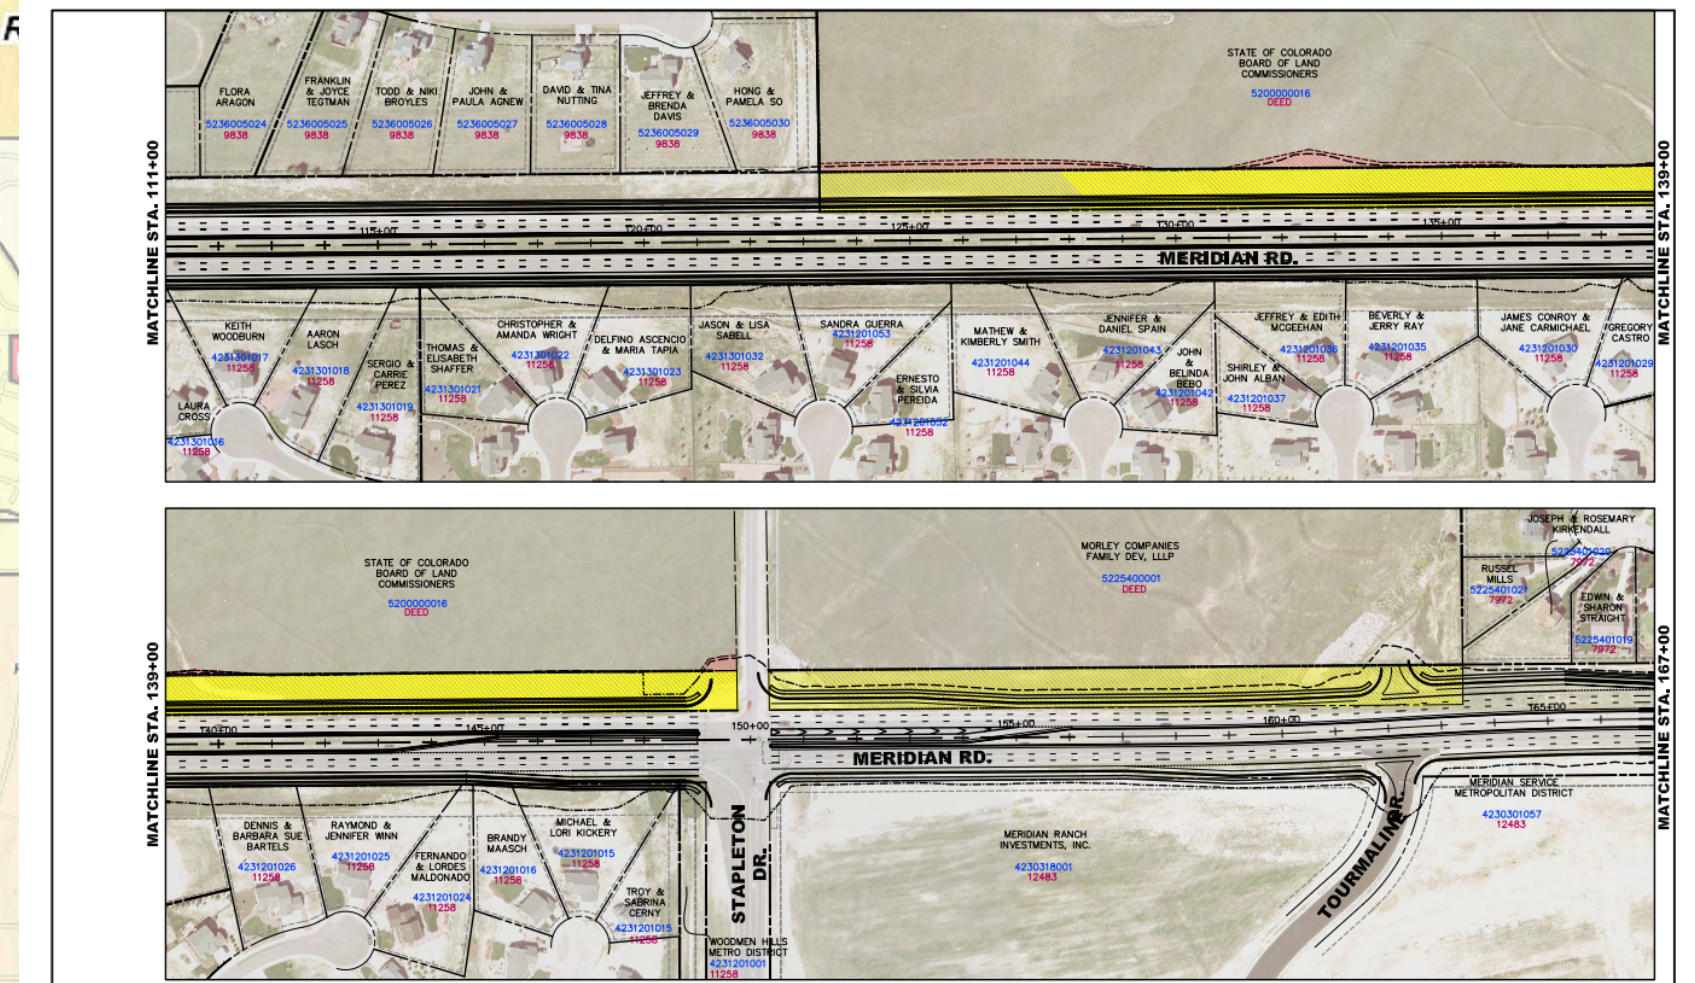 R
MATCHLINE STA. 111+00
FLORA
ARAGON
5236005024
9838
FRANKLIN
& JOYCE
TEGTMAN
5236005025
9838
TODD & NIKI
BROYLES
5236005026
9838
JOHN &
PAULA AGNEW
5236005027
9838
DAVID & TINA
NUTTING
5236005028
9838
JEFFREY &
BRENDA
DAVIS
5236005029
9838
HONG &
PAMELA SO
5236005030
9838
STATE OF COLORADO
BOARD OF LAND
COMMISSIONERS
5200000016
DEED
MATCHLINE STA. 139+00
115+00
120+00
125+00
130+00
135+00
MERIDIAN RD.
LAURA
CROSS
4231301016
11258
KEITH
WOODBURN
4231301017
11258
AARON
LASCH
4231301018
11258
SERGIO &
CARRIE
PEREZ
4231301019
11258
THOMAS &
ELISABETH
SHAFFER
4231301021
11258
CHRISTOPHER &
AMANDA WRIGHT
4231301022
11258
DELFINO ASCENCIO
& MARIA TAPIA
4231301023
11258
JASON & LISA
SABELL
4231301032
11258
SANDRA GUERRA
4231201053
11258
ERNESTO
& SILVIA
PEREIDA
4231201052
11258
MATHEW &
KIMBERLY SMITH
4231201044
11258
JENNIFER &
DANIEL SPAIN
4231201043
11258
JOHN
&
BELINDA
BEBO
4231201042
11258
SHIRLEY &
JOHN ALBAN
4231201037
11258
JEFFREY & EDITH
MCGEEHAN
4231201036
11258
BEVERLY &
JERRY RAY
4231201035
11258
JAMES CONROY &
JANE CARMICHAEL
4231201030
11258
GREGORY
CASTRO
4231201029
11258
MATCHLINE STA. 139+00
STATE OF COLORADO
BOARD OF LAND
COMMISSIONERS
5200000016
DEED
MORLEY COMPANIES
FAMILY DEV, LLLP
5225400001
DEED
JOSEPH & ROSEMARY
KIRKENDALL
5225401020
7972
RUSSEL
MILLS
5225401021
7972
EDWIN &
SHARON
STRAIGHT
5225401019
7972
MATCHLINE STA. 167+00
140+00
145+00
150+00
155+00
160+00
165+00
MERIDIAN RD.
DENNIS &
BARBARA SUE
BARTELS
4231201026
11258
RAYMOND &
JENNIFER WINN
4231201025
11258
FERNANDO
& LORDES
MALDONADO
4231201024
11258
BRANDY
MAASCH
4231201016
11258
MICHAEL &
LORI KICKERY
4231201015
11258
TROY &
SABRINA
CERNY
4231201015
11258
STAPLETON
DR.
WOODMEN HILLS
METRO DISTRICT
4231201001
11258
MERIDIAN RANCH
INVESTMENTS, INC.
4230318001
12483
TOURMALINE DR.
MERIDIAN SERVICE
METROPOLITAN DISTRICT
4230301057
12483